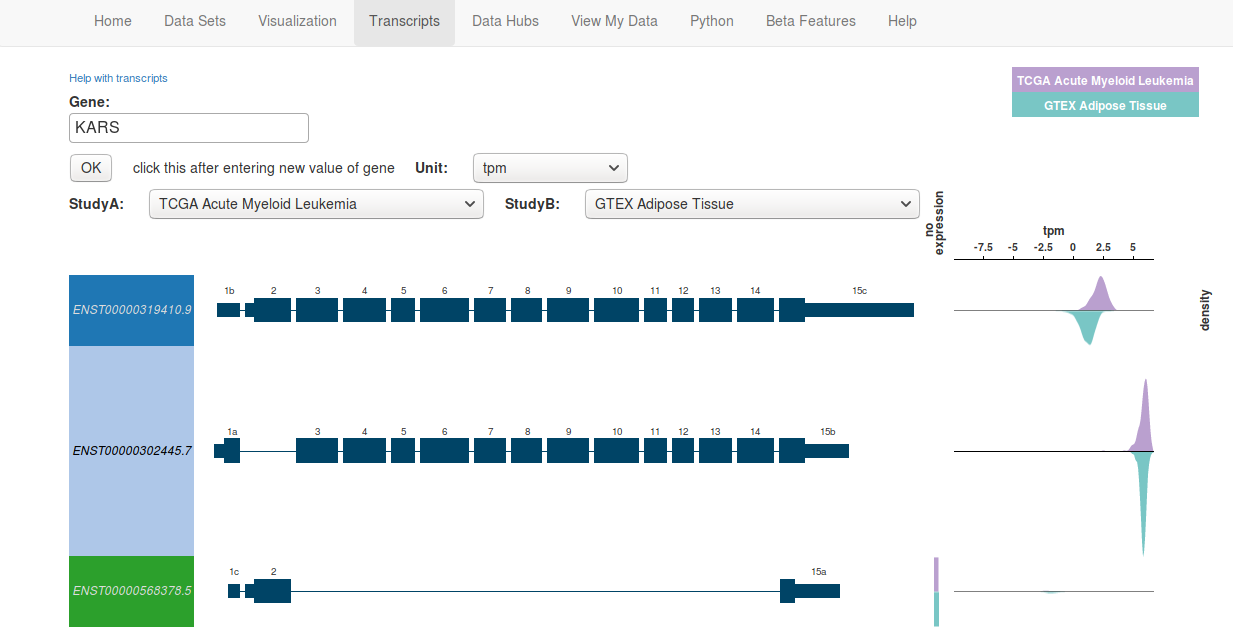 Home Data Sets Visualization Transcripts Data Hubs View My Data Python Beta Features Help
Help with transcripts
TCGA Acute Myeloid Leukemia
GTEX Adipose Tissue
Gene:
KARS
OK click this after entering new value of gene Unit: tpm
StudyA: TCGA Acute Myeloid Leukemia StudyB: GTEX Adipose Tissue
no expression
tpm
-7.5 -5 -2.5 0 2.5 5
density
1b 2 3 4 5 6 7 8 9 10 11 12 13 14 15c
ENST00000319410.9
1a 3 4 5 6 7 8 9 10 11 12 13 14 15b
ENST00000302445.7
1c 2 15a
ENST00000568378.5